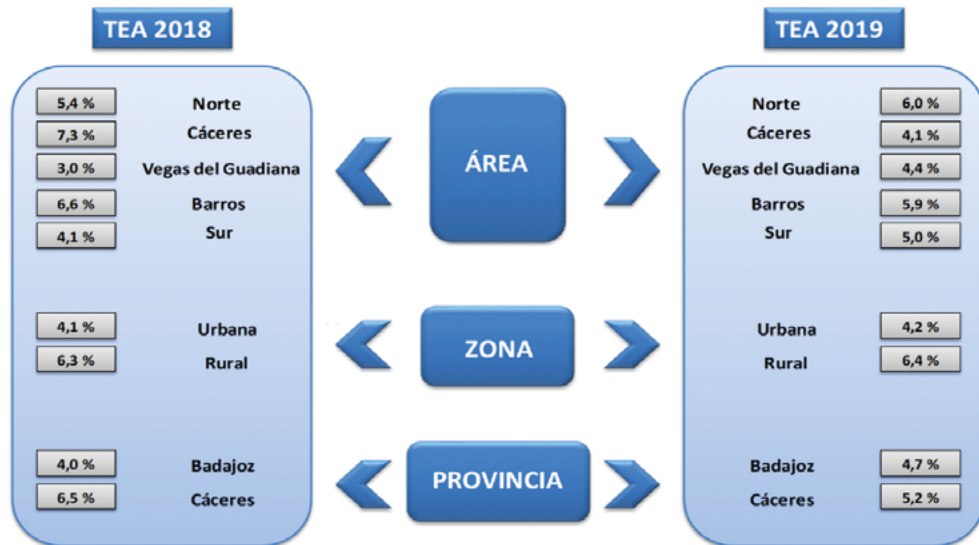 TEA 2018
5,4 % Norte
7,3 % Cáceres
3,0 % Vegas del Guadiana
6,6 % Barros
4,1 % Sur
4,1 % Urbana
6,3 % Rural
4,0 % Badajoz
6,5 % Cáceres
ÁREA
ZONA
PROVINCIA
TEA 2019
Norte 6,0 %
Cáceres 4,1 %
Vegas del Guadiana 4,4 %
Barros 5,9 %
Sur 5,0 %
Urbana 4,2 %
Rural 6,4 %
Badajoz 4,7 %
Cáceres 5,2 %